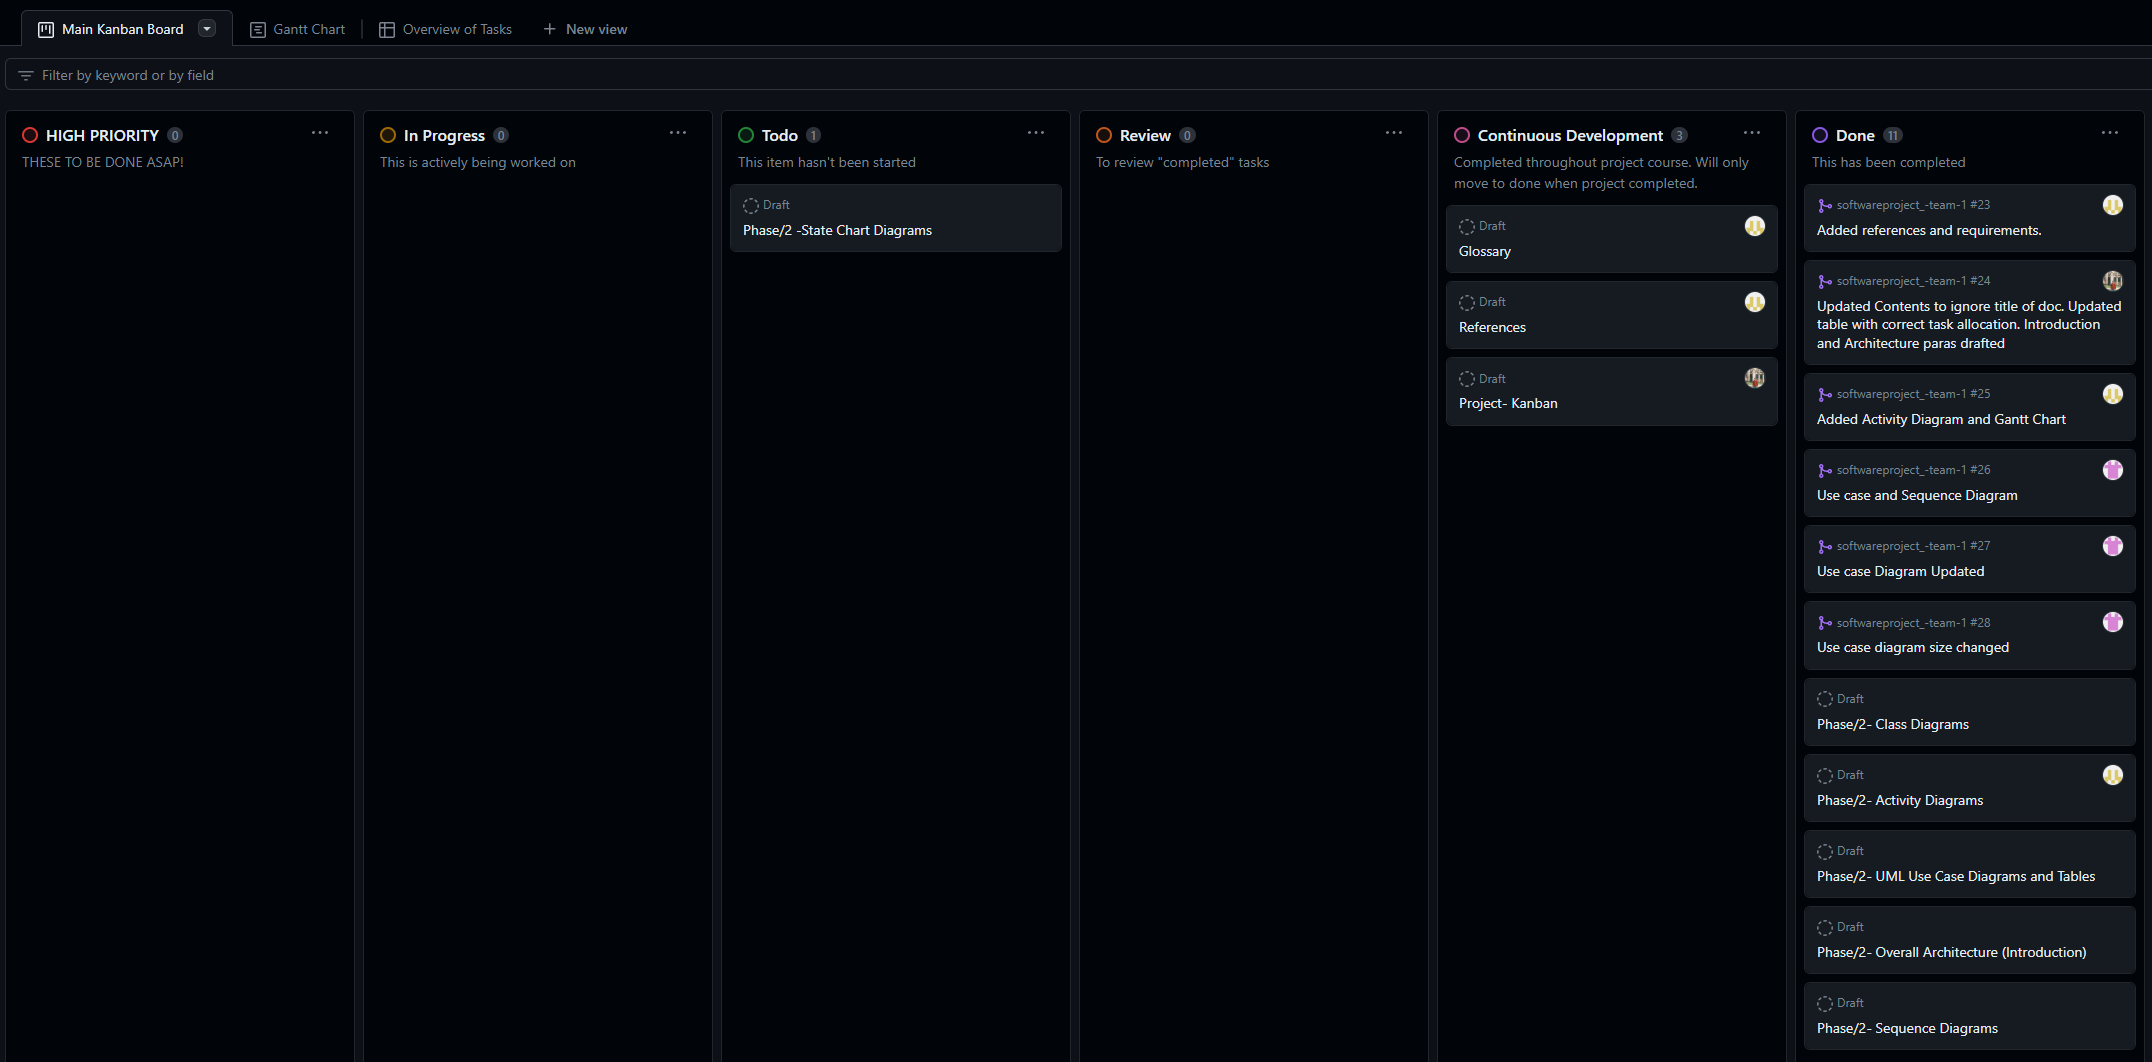 Main Kanban Board
Gantt Chart
Overview of Tasks
New view
Filter by keyword or by field
HIGH PRIORITY 0
THESE TO BE DONE ASAP!
In Progress 0
This is actively being worked on
Todo 1
This item hasn't been started
Draft
Phase/2 -State Chart Diagrams
Review 0
To review "completed" tasks
Continuous Development 3
Completed throughout project course. Will only
move to done when project completed.
Draft
Glossary
Draft
References
Draft
Project- Kanban
Done 11
This has been completed
softwareproject_-team-1 #23
Added references and requirements.
softwareproject_-team-1 #24
Updated Contents to ignore title of doc. Updated
table with correct task allocation. Introduction
and Architecture paras drafted
softwareproject_-team-1 #25
Added Activity Diagram and Gantt Chart
softwareproject_-team-1 #26
Use case and Sequence Diagram
softwareproject_-team-1 #27
Use case Diagram Updated
softwareproject_-team-1 #28
Use case diagram size changed
Draft
Phase/2- Class Diagrams
Draft
Phase/2- Activity Diagrams
Draft
Phase/2- UML Use Case Diagrams and Tables
Draft
Phase/2- Overall Architecture (Introduction)
Draft
Phase/2- Sequence Diagrams